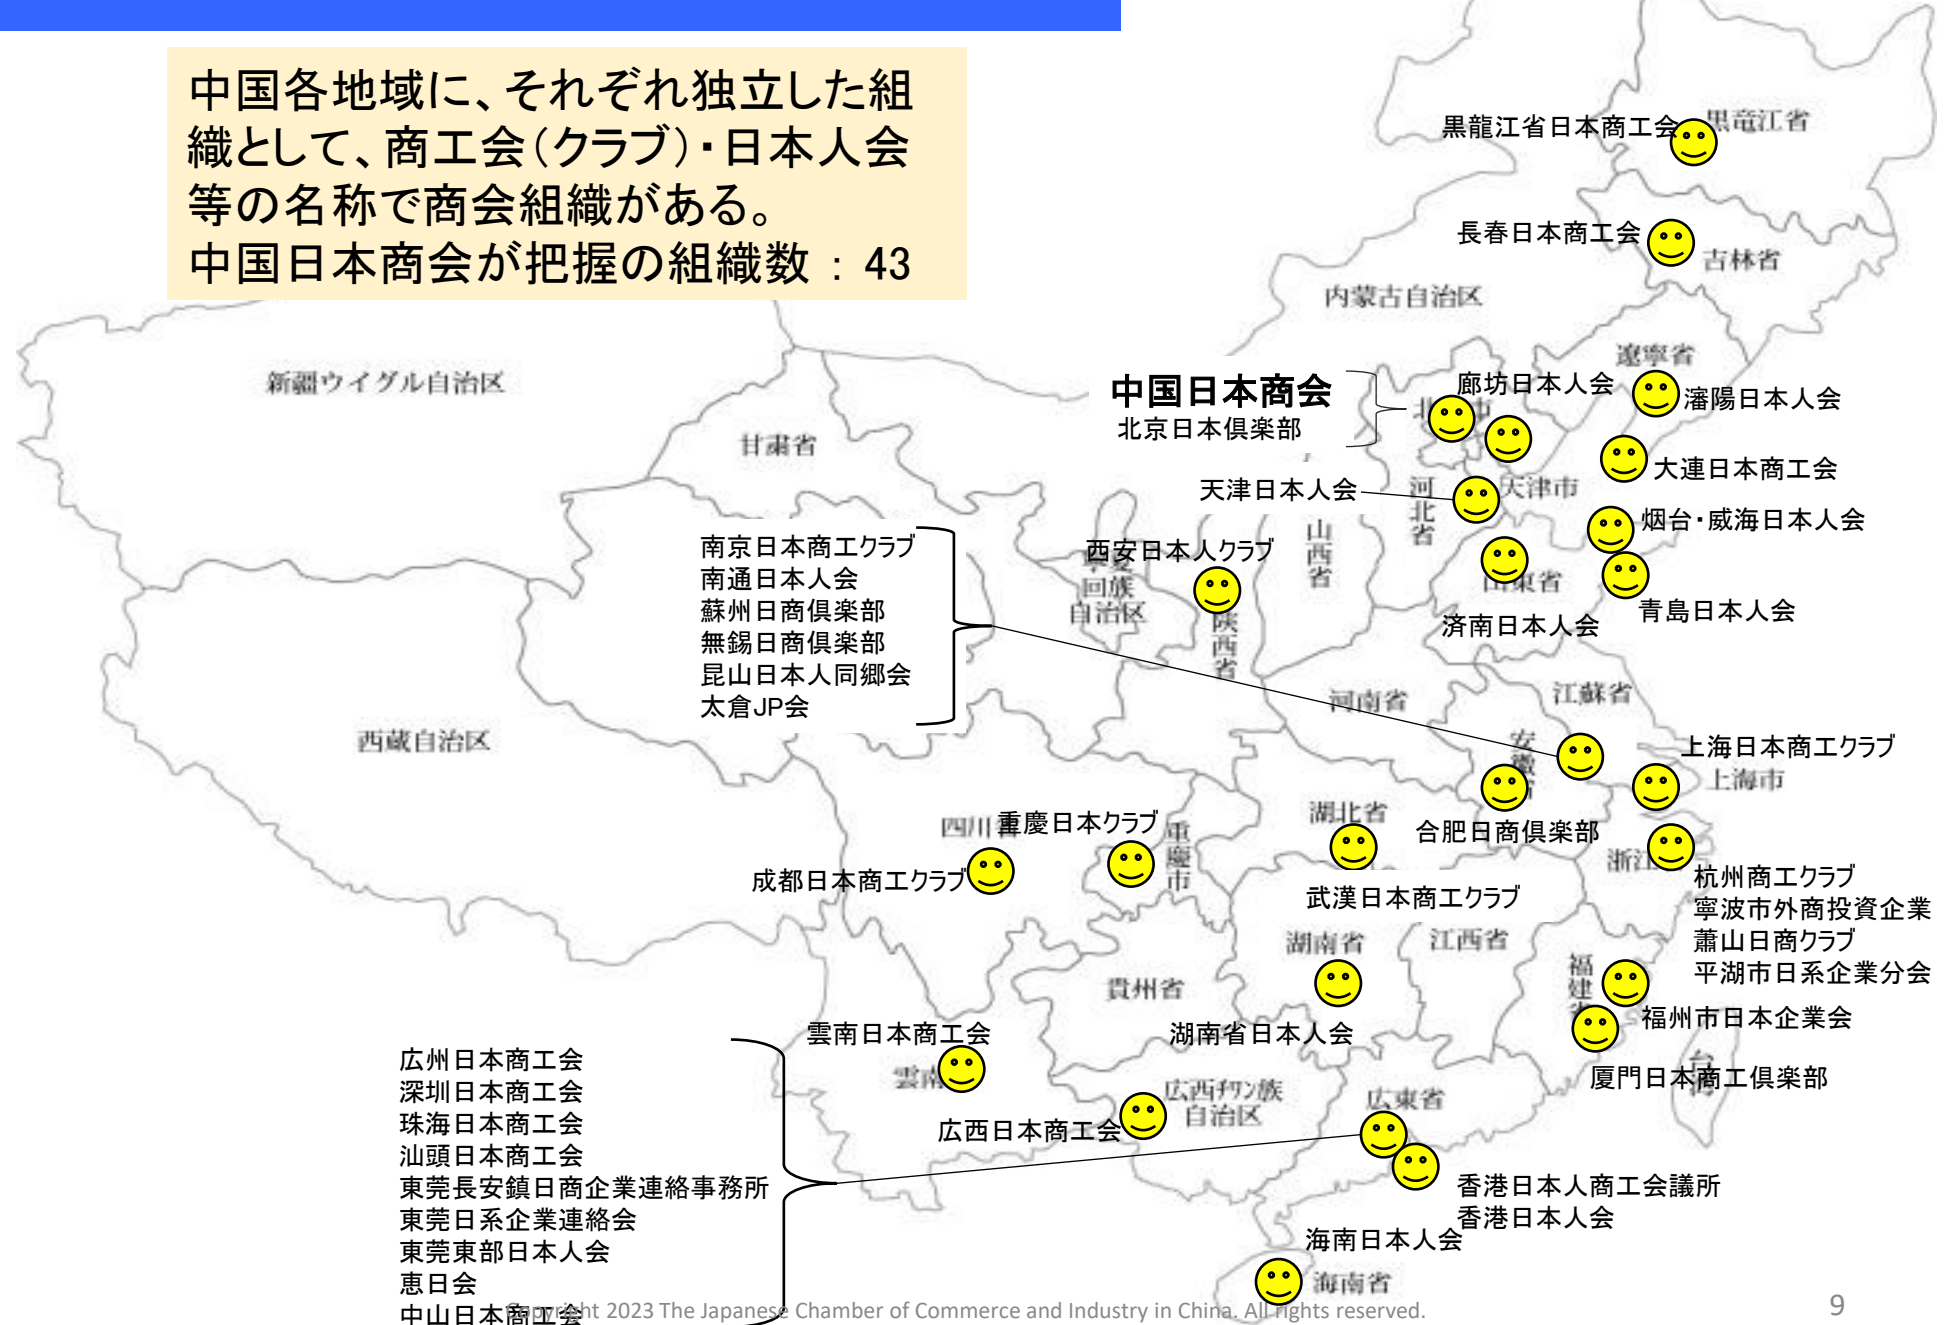 中国各地域に、それぞれ独立した組
織として、商工会（クラブ）・日本人会
等の名称で商会組織がある。
中国日本商会が把握の組織数 : 43
黒龍江省日本商工会
黒竜江省
長春日本商工会
吉林省
内蒙古自治区
遼寧省
新疆ウイグル自治区
中国日本商会
北京日本倶楽部
廊坊日本人会
瀋陽日本人会
甘粛省
大連日本商工会
天津日本人会
河北省
天津市
山西省
烟台・威海日本人会
南京日本商工クラブ
南通日本人会
蘇州日商倶楽部
無錫日商倶楽部
昆山日本人同郷会
太倉JP会
西安日本人クラブ
回族
自治区
陝西省
山東省
済南日本人会
青島日本人会
河南省
江蘇省
西蔵自治区
安徽省
上海日本商工クラブ
上海市
四川省
重慶日本クラブ
重慶市
湖北省
合肥日商倶楽部
浙江
成都日本商工クラブ
武漢日本商工クラブ
杭州商工クラブ
寧波市外商投資企業
蕭山日商クラブ
平湖市日系企業分会
湖南省
江西省
貴州省
福建省
福州市日本企業会
雲南日本商工会
湖南省日本人会
雲南
厦門日本商工倶楽部
台湾
広西チワン族
自治区
広東省
広西日本商工会
広州日本商工会
深圳日本商工会
珠海日本商工会
汕頭日本商工会
東莞長安鎮日商企業連絡事務所
東莞日系企業連絡会
東莞東部日本人会
恵日会
中山日本商工会
香港日本人商工会議所
香港日本人会
海南日本人会
海南省
Copyright 2023 The Japanese Chamber of Commerce and Industry in China. All rights reserved.
9